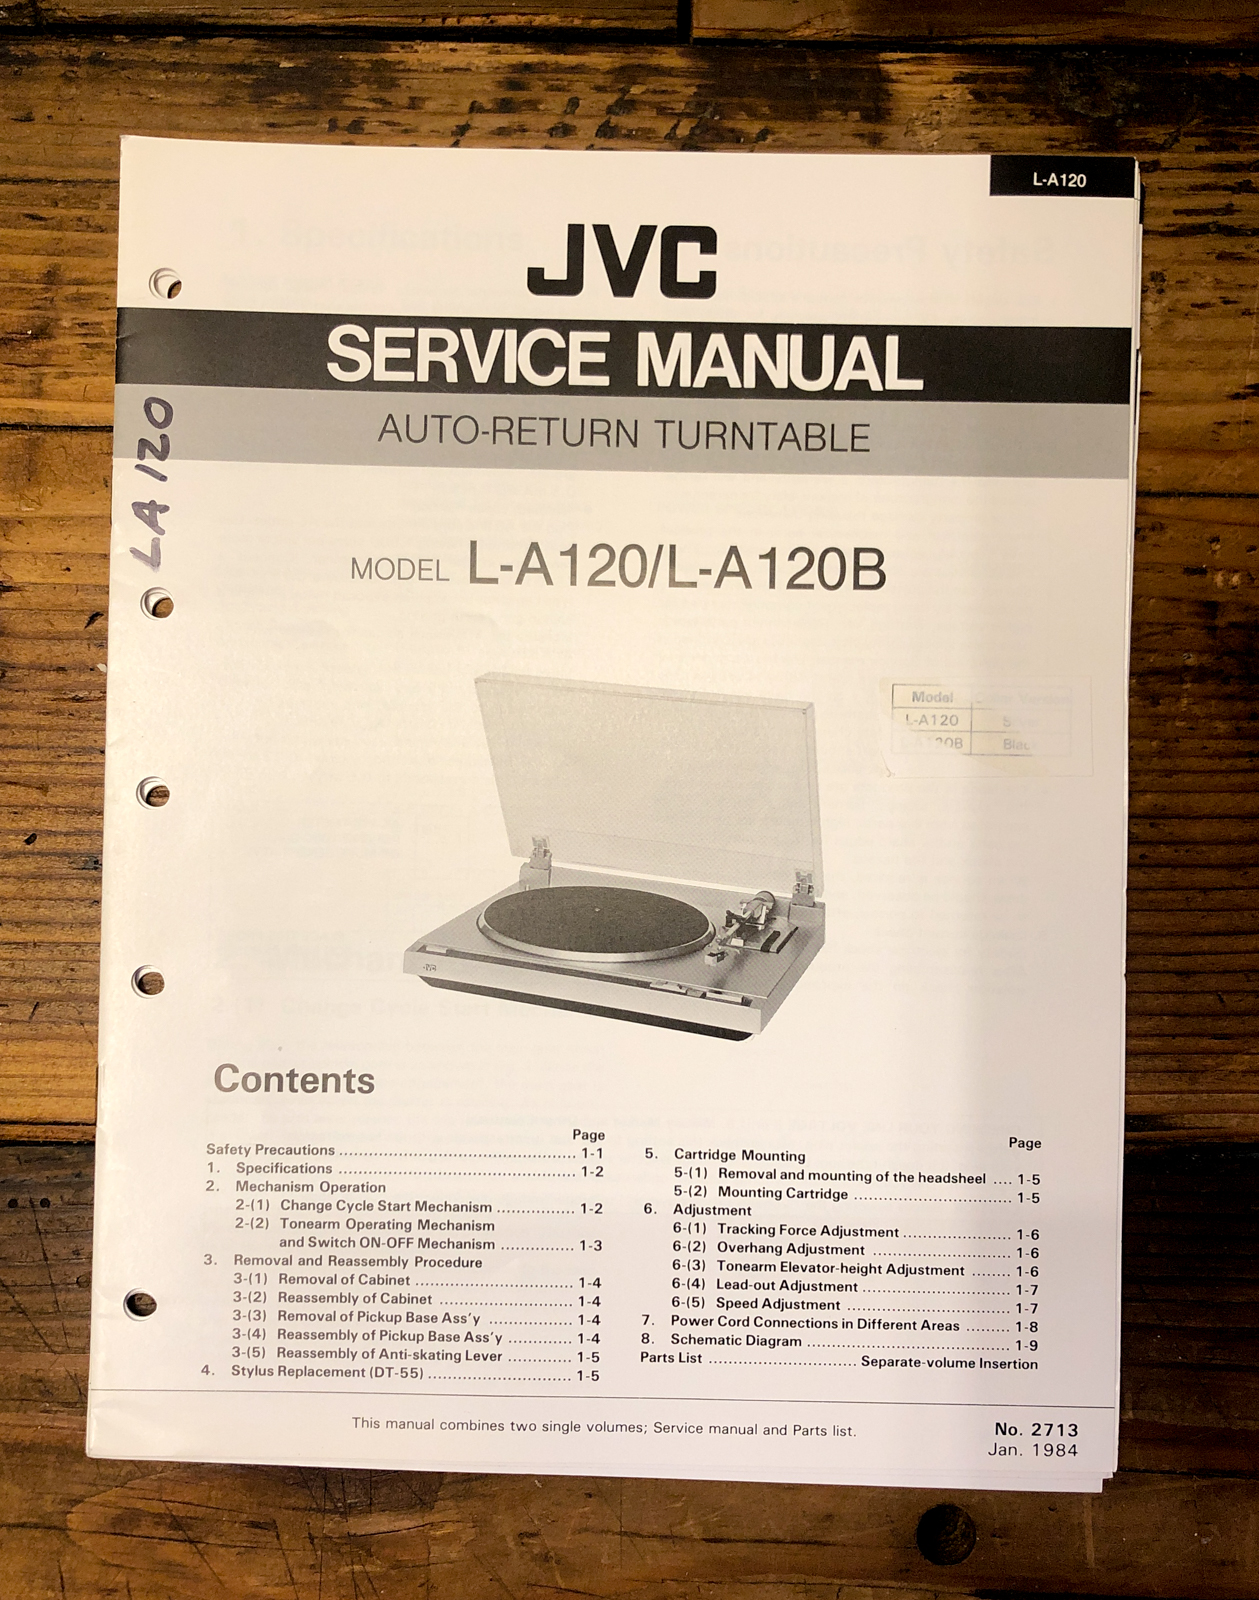 L-A120
JVC
SERVICE MANUAL
AUTO-RETURN TURNTABLE
LA 120
MODEL L-A120/L-A120B
Model
L-A120
JVC
Contents
Page
Safety Precautions ........................................ 1-1
1. Specifications ........................................ 1-2
2. Mechanism Operation
2-(1) Change Cycle Start Mechanism ................ 1-2
2-(2) Tonearm Operating Mechanism
and Switch ON-OFF Mechanism ............... 1-3
3. Removal and Reassembly Procedure
3-(1) Removal of Cabinet .............................. 1-4
3-(2) Reassembly of Cabinet ......................... 1-4
3-(3) Removal of Pickup Base Ass'y ................. 1-4
3-(4) Reassembly of Pickup Base Ass'y ............. 1-4
3-(5) Reassembly of Anti-skating Lever ............. 1-5
4. Stylus Replacement (DT-55) ........................... 1-5
Page
5. Cartridge Mounting
5-(1) Removal and mounting of the headsheel .... 1-5
5-(2) Mounting Cartridge ............................... 1-5
6. Adjustment
6-(1) Tracking Force Adjustment ...................... 1-6
6-(2) Overhang Adjustment ............................ 1-6
6-(3) Tonearm Elevator-height Adjustment ........ 1-6
6-(4) Lead-out Adjustment ............................. 1-7
6-(5) Speed Adjustment ................................ 1-7
7. Power Cord Connections in Different Areas ......... 1-8
8. Schematic Diagram ....................................... 1-9
Parts List ............................. Separate-volume Insertion
This manual combines two single volumes; Service manual and Parts list.
No. 2713
Jan. 1984